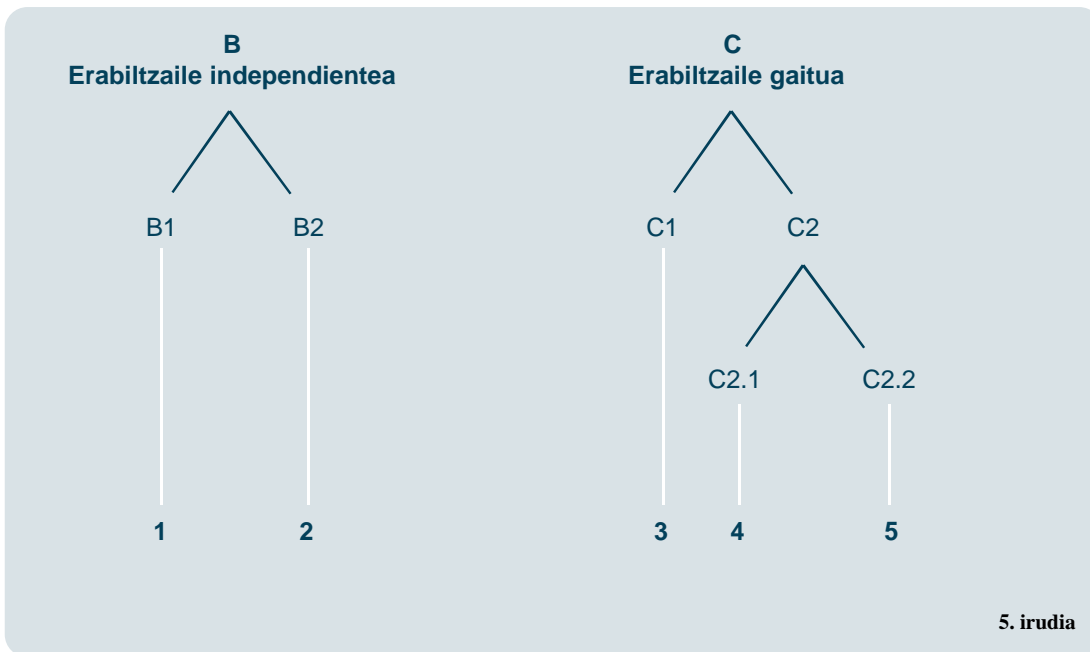 B
Erabiltzaile independientea
C
Erabiltzaile gaitua
B1
B2
C1
C2
C2.1
C2.2
1
2
3
4
5
5. irudia